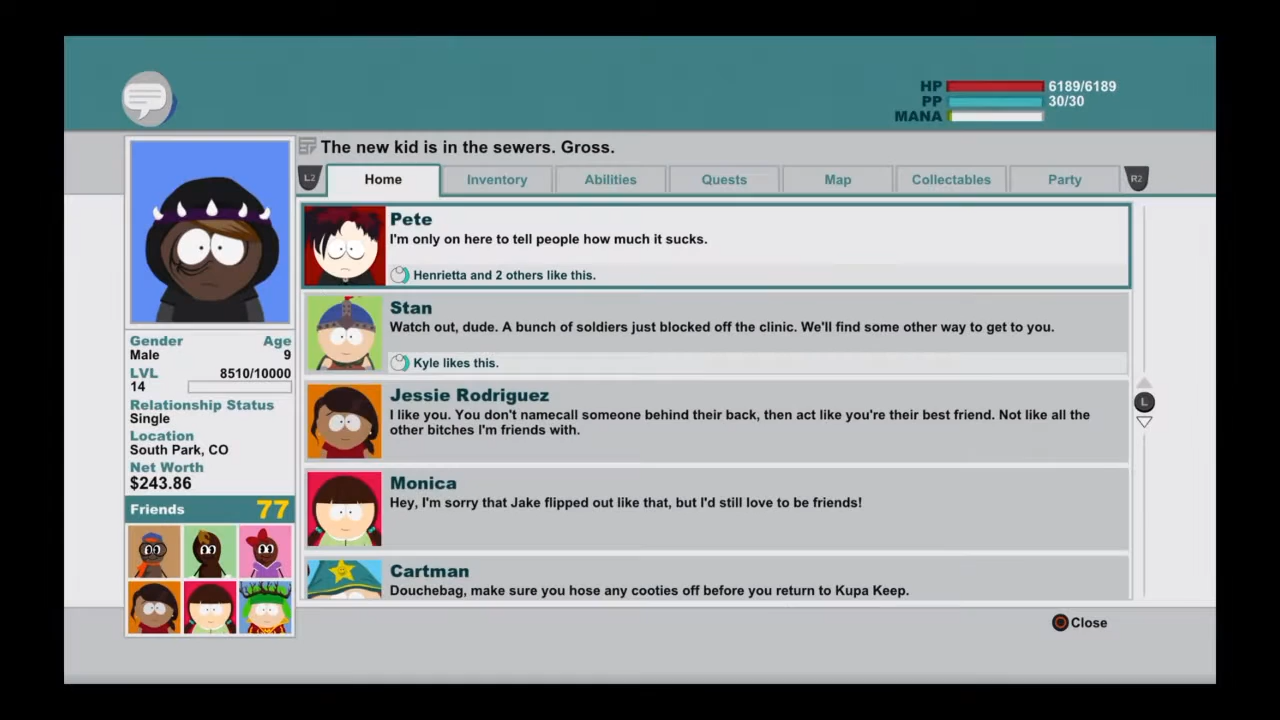 HP 6189/6189
PP 30/30
MANA
The new kid is in the sewers. Gross.
L2 Home Inventory Abilities Quests Map Collectables Party R2
Gender Age
Male 9
LVL 8510/10000
14
Relationship Status
Single
Location
South Park, CO
Net Worth
$243.86
Friends 77
Pete
I'm only on here to tell people how much it sucks.
Henrietta and 2 others like this.
Stan
Watch out, dude. A bunch of soldiers just blocked off the clinic. We'll find some other way to get to you.
Kyle likes this.
Jessie Rodriguez
I like you. You don't namecall someone behind their back, then act like you're their best friend. Not like all the
other bitches I'm friends with.
Monica
Hey, I'm sorry that Jake flipped out like that, but I'd still love to be friends!
Cartman
Douchebag, make sure you hose any cooties off before you return to Kupa Keep.
L
Close